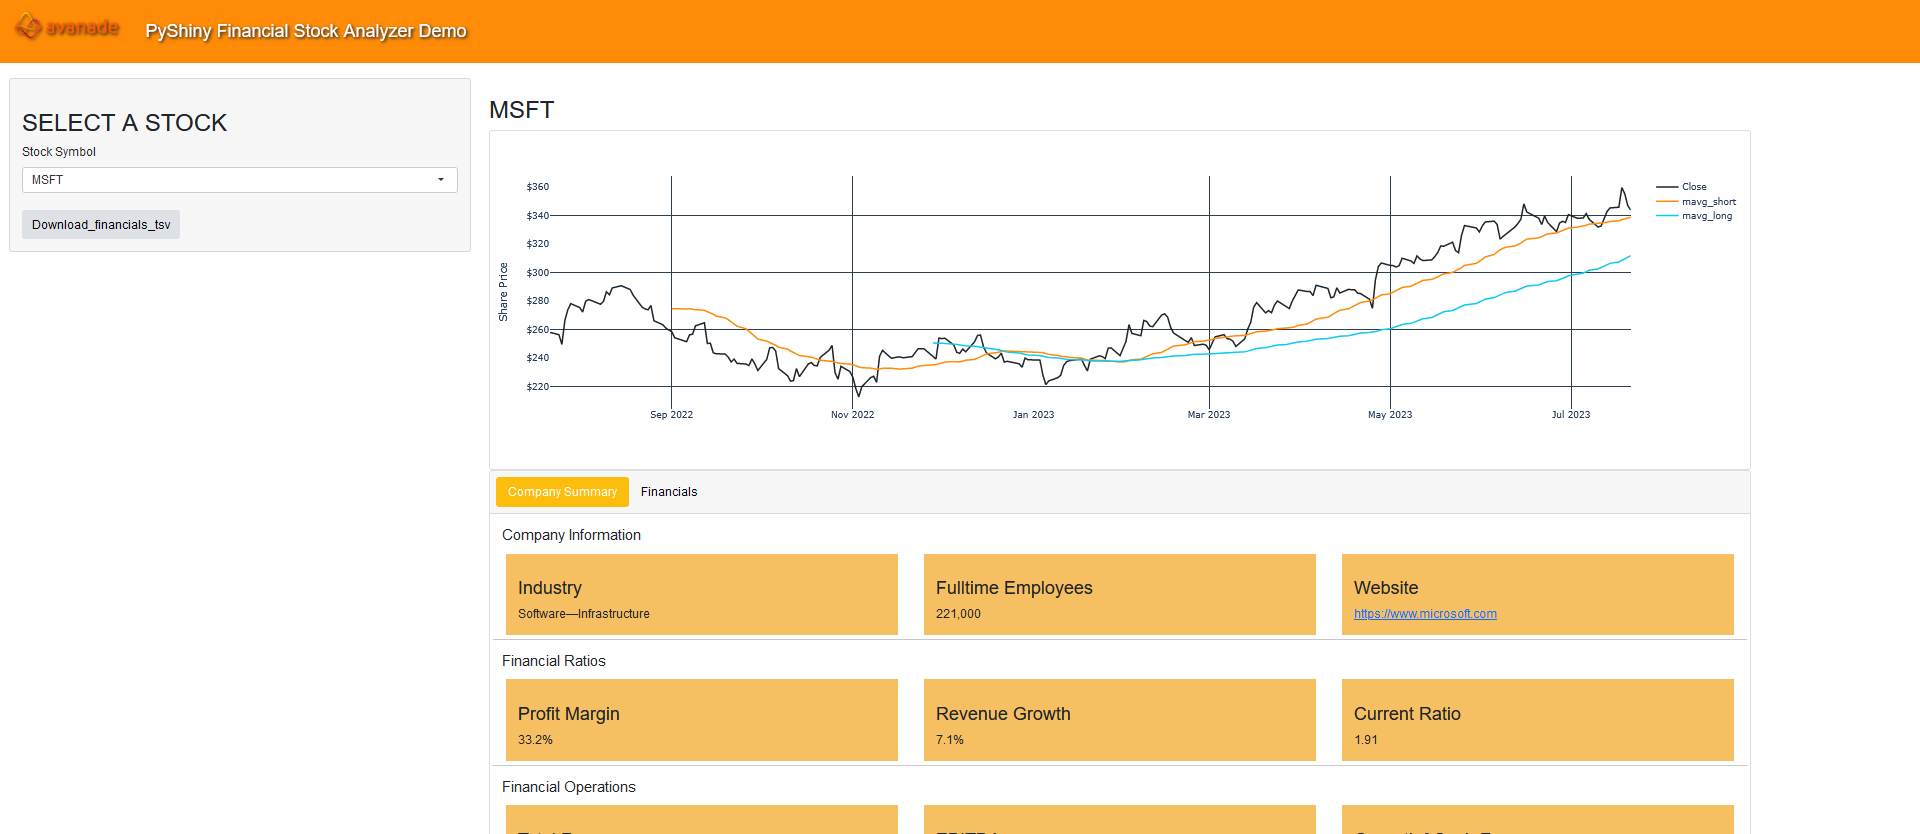 avanade
PyShiny Financial Stock Analyzer Demo
SELECT A STOCK
Stock Symbol
MSFT
Download_financials_tsv
MSFT
Share Price
$360
$340
$320
$300
$280
$260
$240
$220
Sep 2022
Nov 2022
Jan 2023
Mar 2023
May 2023
Jul 2023
Close
mavg_short
mavg_long
Company Summary
Financials
Company Information
Industry
Software—Infrastructure
Fulltime Employees
221,000
Website
https://www.microsoft.com
Financial Ratios
Profit Margin
33.2%
Revenue Growth
7.1%
Current Ratio
1.91
Financial Operations